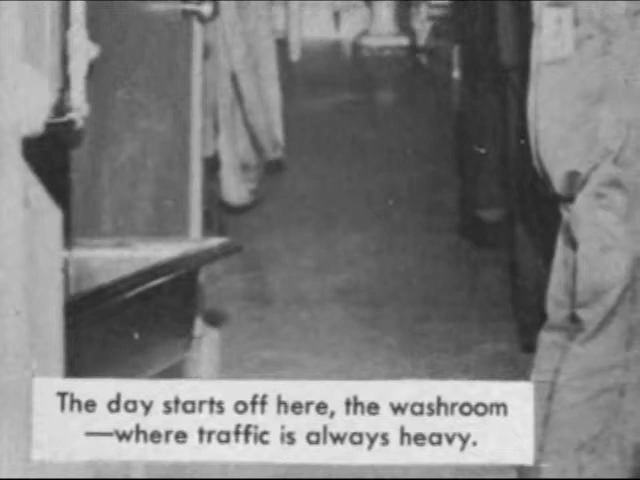 The day starts off here, the washroom
—where traffic is always heavy.